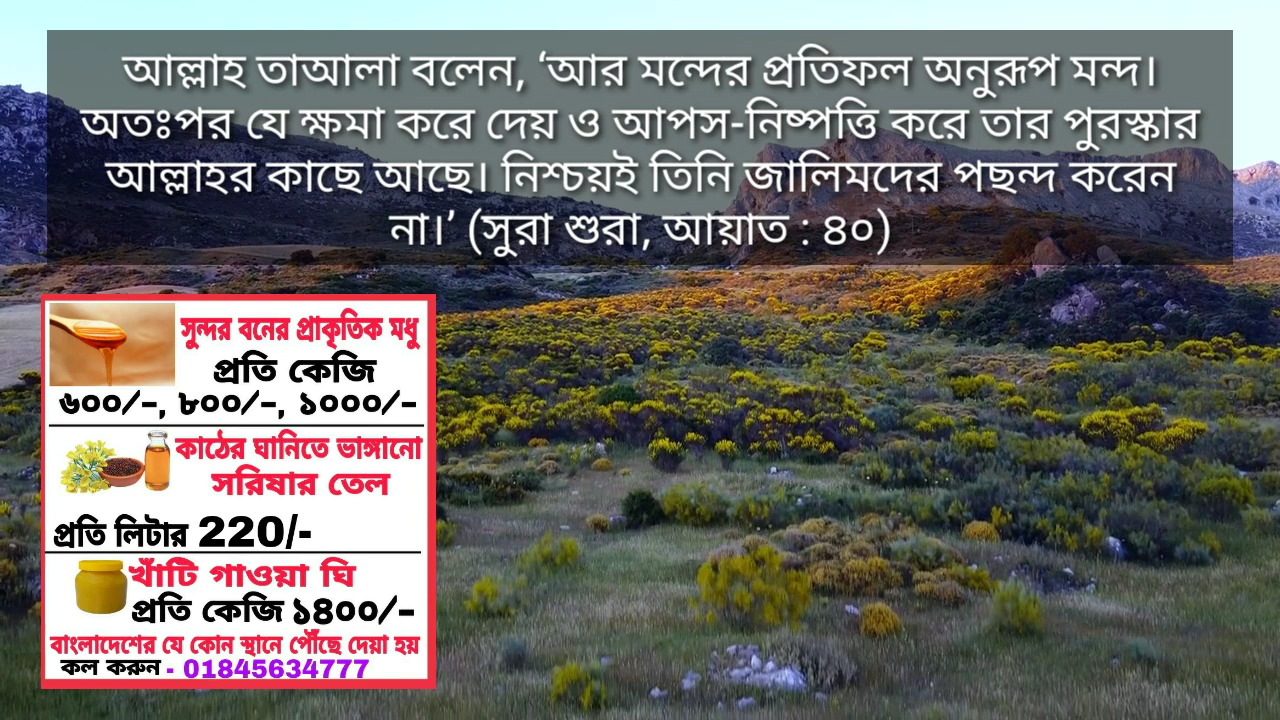 আল্লাহ তাআলা বলেন, ‘আর মন্দের প্রতিফল অনুরূপ মন্দ।
অতঃপর যে ক্ষমা করে দেয় ও আপস-নিষ্পত্তি করে তার পুরস্কার
আল্লাহর কাছে আছে। নিশ্চয়ই তিনি জালিমদের পছন্দ করেন
না।’ (সুরা শুরা, আয়াত : ৪০)
সুন্দর বনের প্রাকৃতিক মধু
প্রতি কেজি
৬০০/-, ৮০০/-, ১০০০/-
কাঠের ঘানিতে ভাঙ্গানো
সরিষার তেল
প্রতি লিটার 220/-
খাঁটি গাওয়া ঘি
প্রতি কেজি ১৪০০/-
বাংলাদেশের যে কোন স্থানে পৌঁছে দেয়া হয়
কল করুন - 01845634777